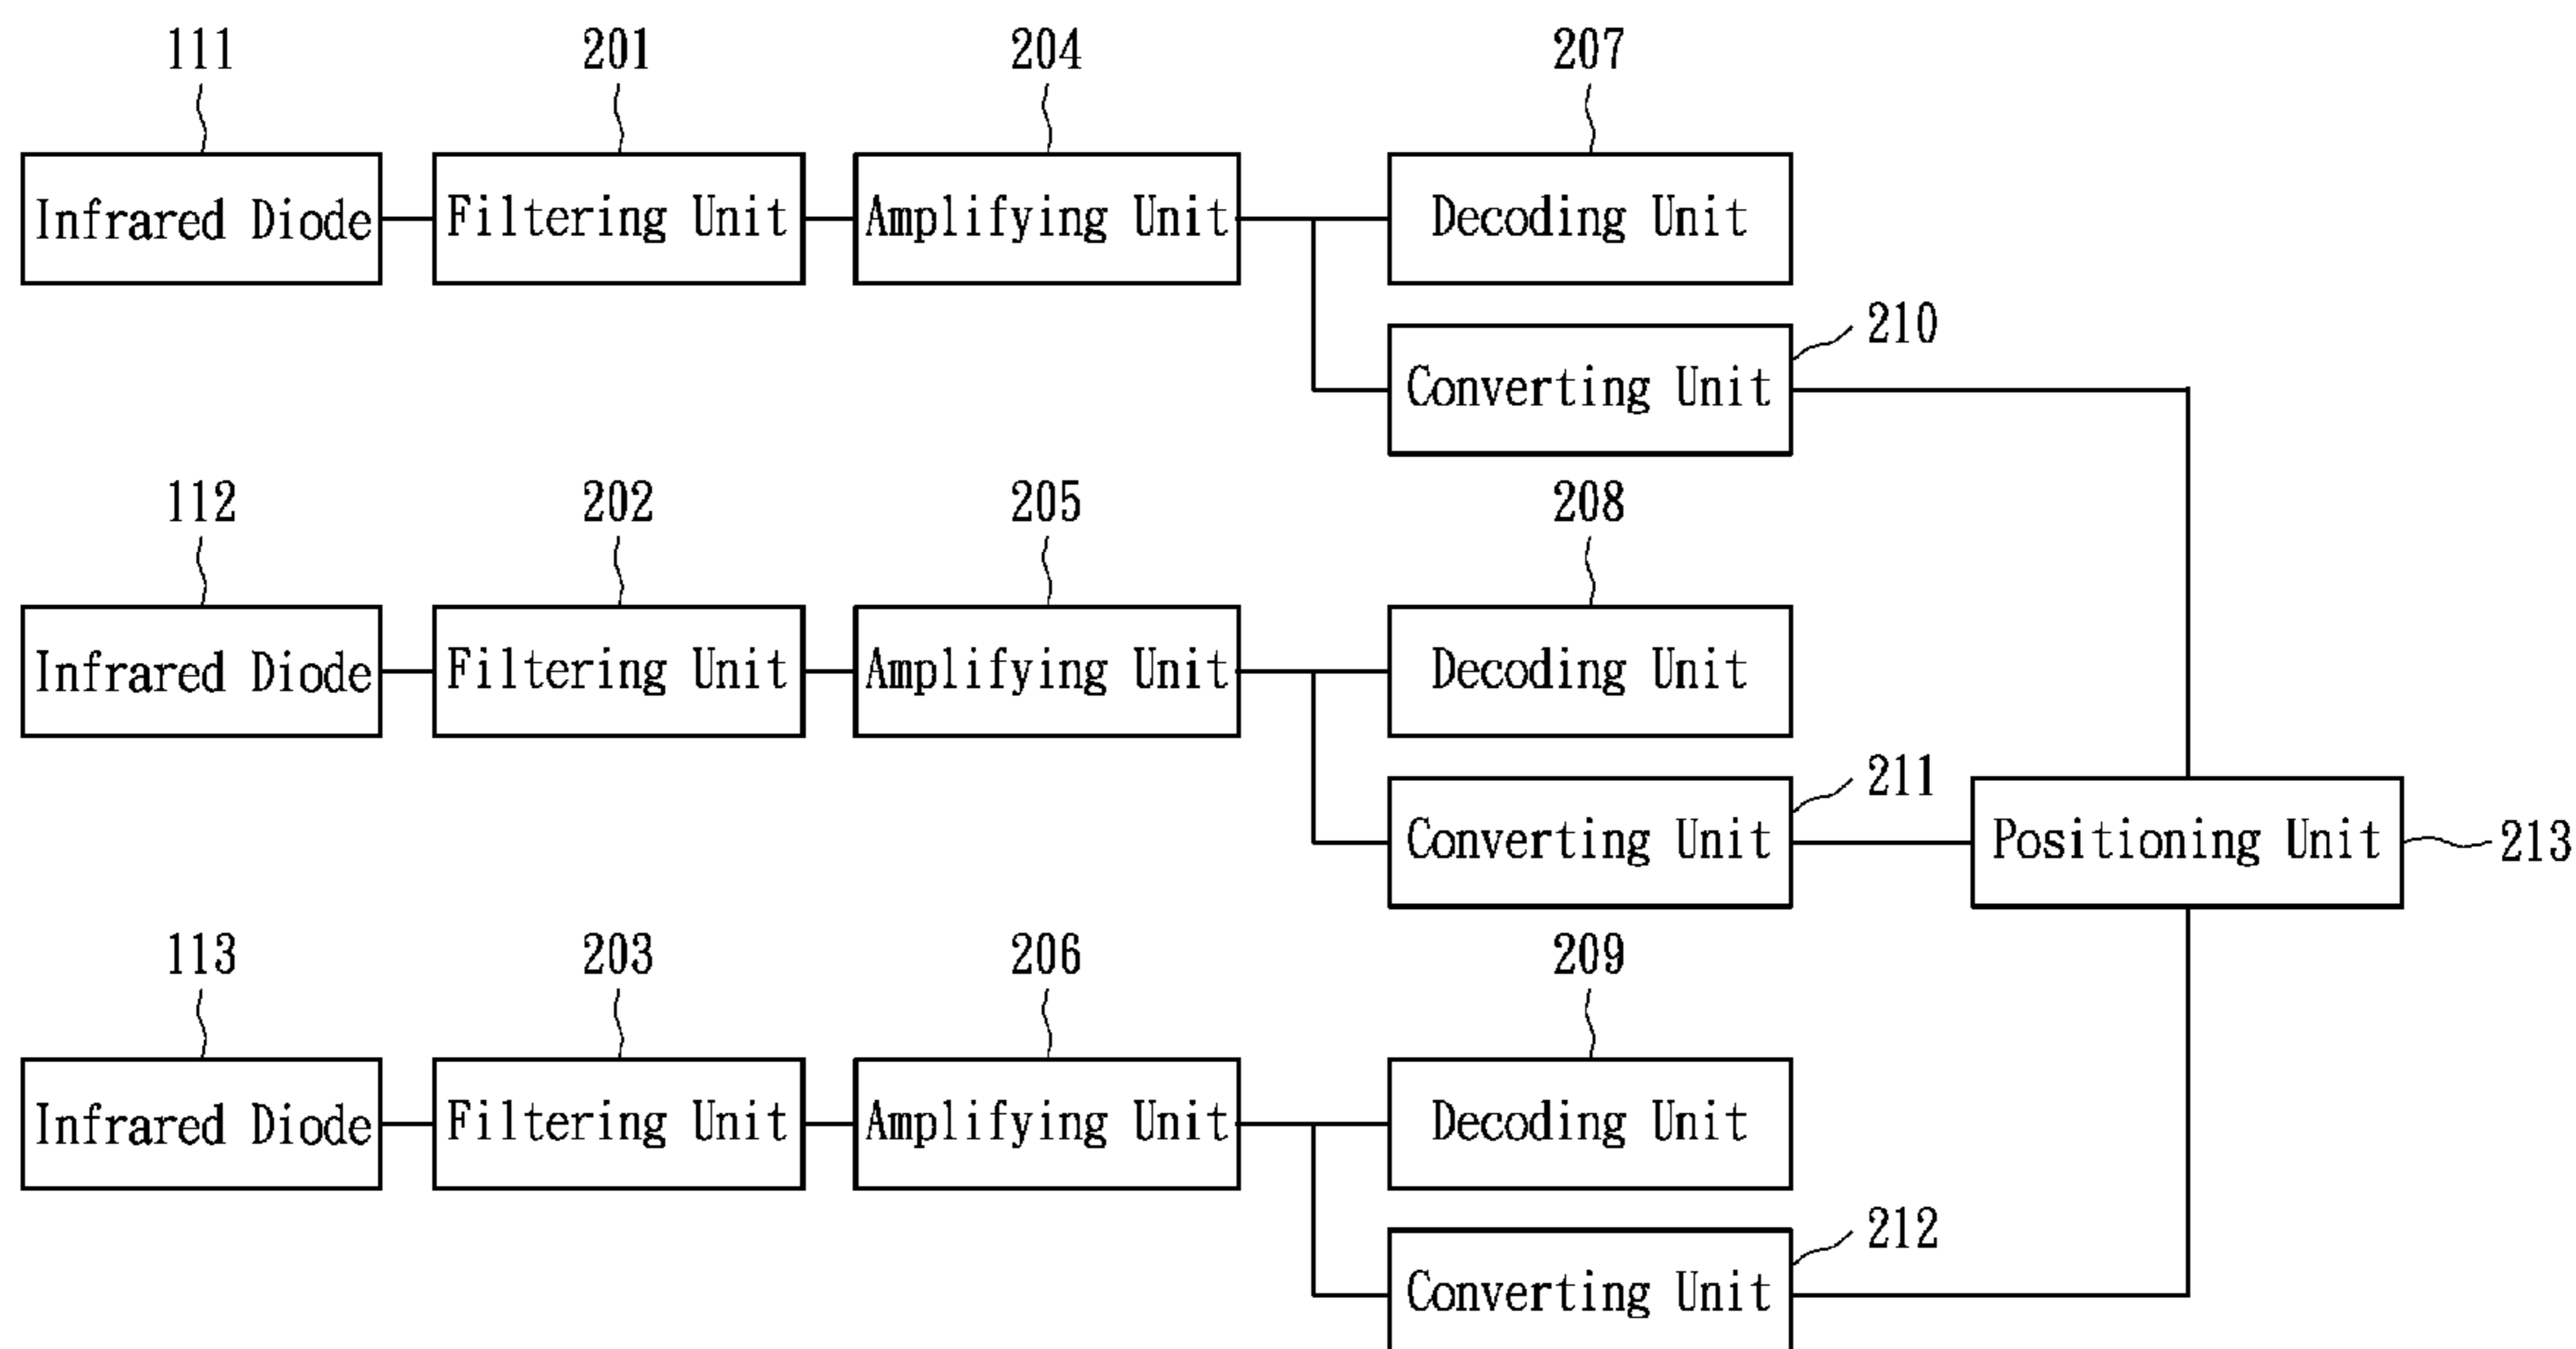 111 201 204 207
Infrared Diode Filtering Unit Amplifying Unit Decoding Unit
210
Converting Unit
112 202 205 208
Infrared Diode Filtering Unit Amplifying Unit Decoding Unit
211
Converting Unit Positioning Unit 213
113 203 206 209
Infrared Diode Filtering Unit Amplifying Unit Decoding Unit
212
Converting Unit